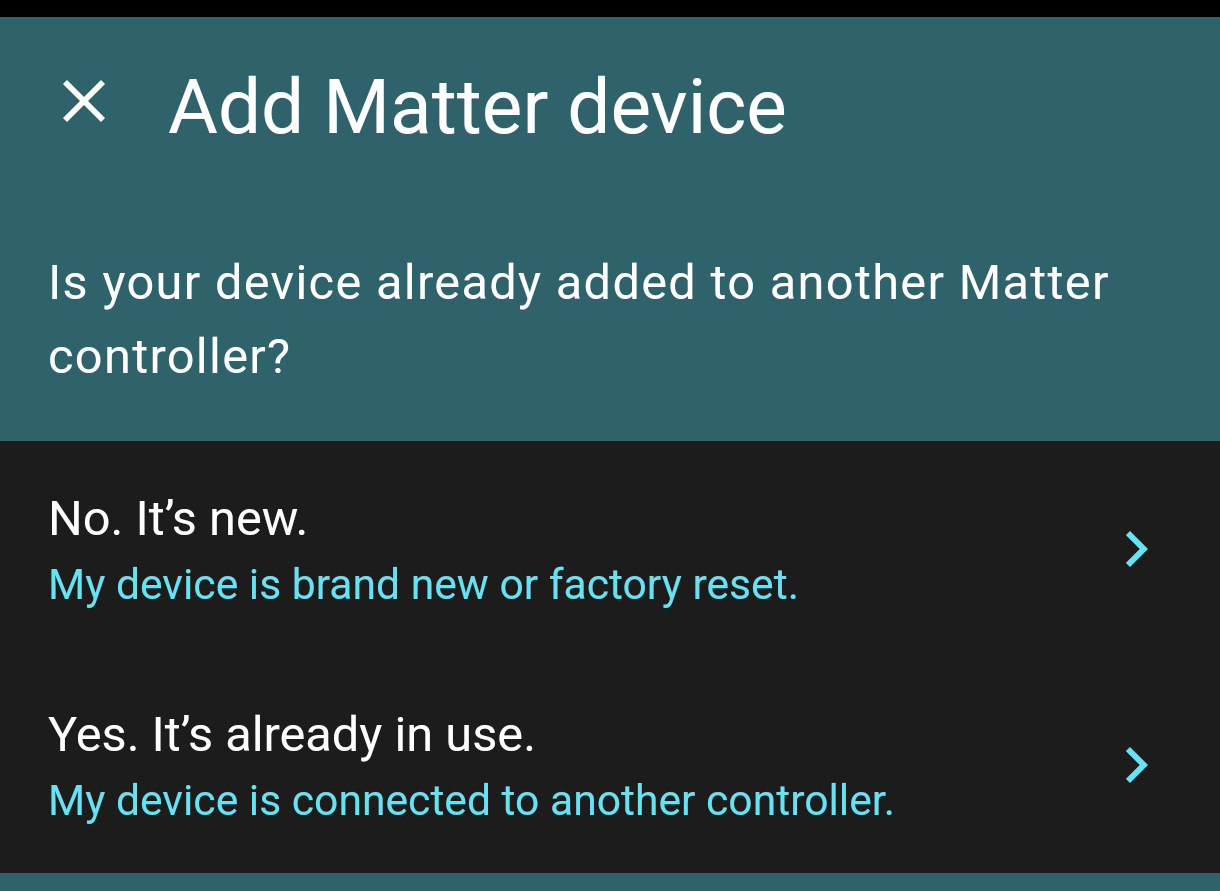 Add Matter device
Is your device already added to another Matter
controller?
No. It’s new.
My device is brand new or factory reset.
Yes. It’s already in use.
My device is connected to another controller.